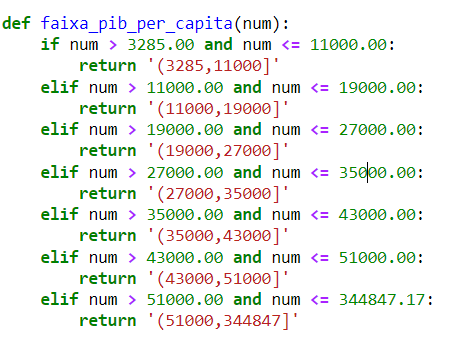 def faixa_pib_per_capita(num):
    if num > 3285.00 and num <= 11000.00:
        return '(3285,11000]'
    elif num > 11000.00 and num <= 19000.00:
        return '(11000,19000]'
    elif num > 19000.00 and num <= 27000.00:
        return '(19000,27000]'
    elif num > 27000.00 and num <= 35000.00:
        return '(27000,35000]'
    elif num > 35000.00 and num <= 43000.00:
        return '(35000,43000]'
    elif num > 43000.00 and num <= 51000.00:
        return '(43000,51000]'
    elif num > 51000.00 and num <= 344847.17:
        return '(51000,344847]'